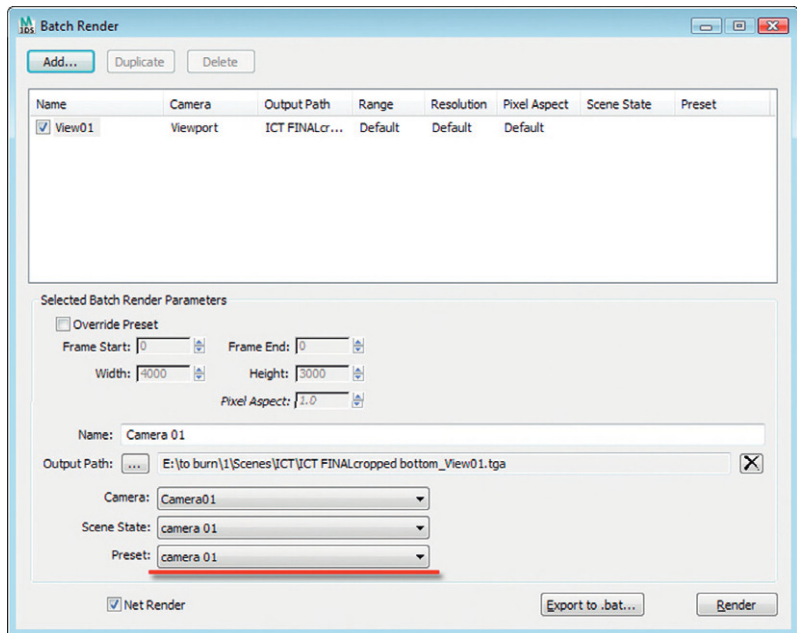 M
3DS Batch Render
Add... Duplicate Delete
Name Camera Output Path Range Resolution Pixel Aspect Scene State Preset
View01 Viewport ICT FINALcr... Default Default Default
Selected Batch Render Parameters
Override Preset
Frame Start: 0 Frame End: 0
Width: 4000 Height: 3000
Pixel Aspect: 1.0
Name: Camera 01
Output Path: ... E:\to burn\1\Scenes\ICT\ICT FINALcropped bottom_View01.tga
Camera: Camera01
Scene State: camera 01
Preset: camera 01
Net Render Export to .bat... Render